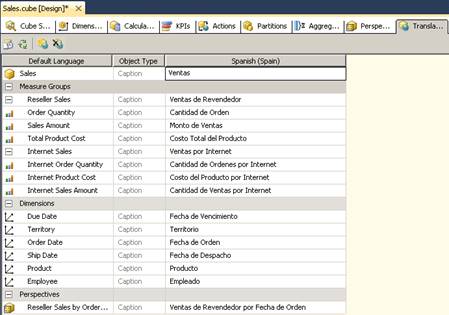 Sales.cube [Design]*
Cube S... Dimens... Calcula... KPIs Actions Partitions Aggreg... Perspe... Transla...
Default Language Object Type Spanish (Spain)
Sales Caption Ventas
Measure Groups
Reseller Sales Caption Ventas de Revendedor
Order Quantity Caption Cantidad de Orden
Sales Amount Caption Monto de Ventas
Total Product Cost Caption Costo Total del Producto
Internet Sales Caption Ventas por Internet
Internet Order Quantity Caption Cantidad de Ordenes por Internet
Internet Product Cost Caption Costo del Producto por Internet
Internet Sales Amount Caption Cantidad de Ventas por Internet
Dimensions
Due Date Caption Fecha de Vencimiento
Territory Caption Territorio
Order Date Caption Fecha de Orden
Ship Date Caption Fecha de Despacho
Product Caption Producto
Employee Caption Empleado
Perspectives
Reseller Sales by Order... Caption Ventas de Revendedor por Fecha de Orden